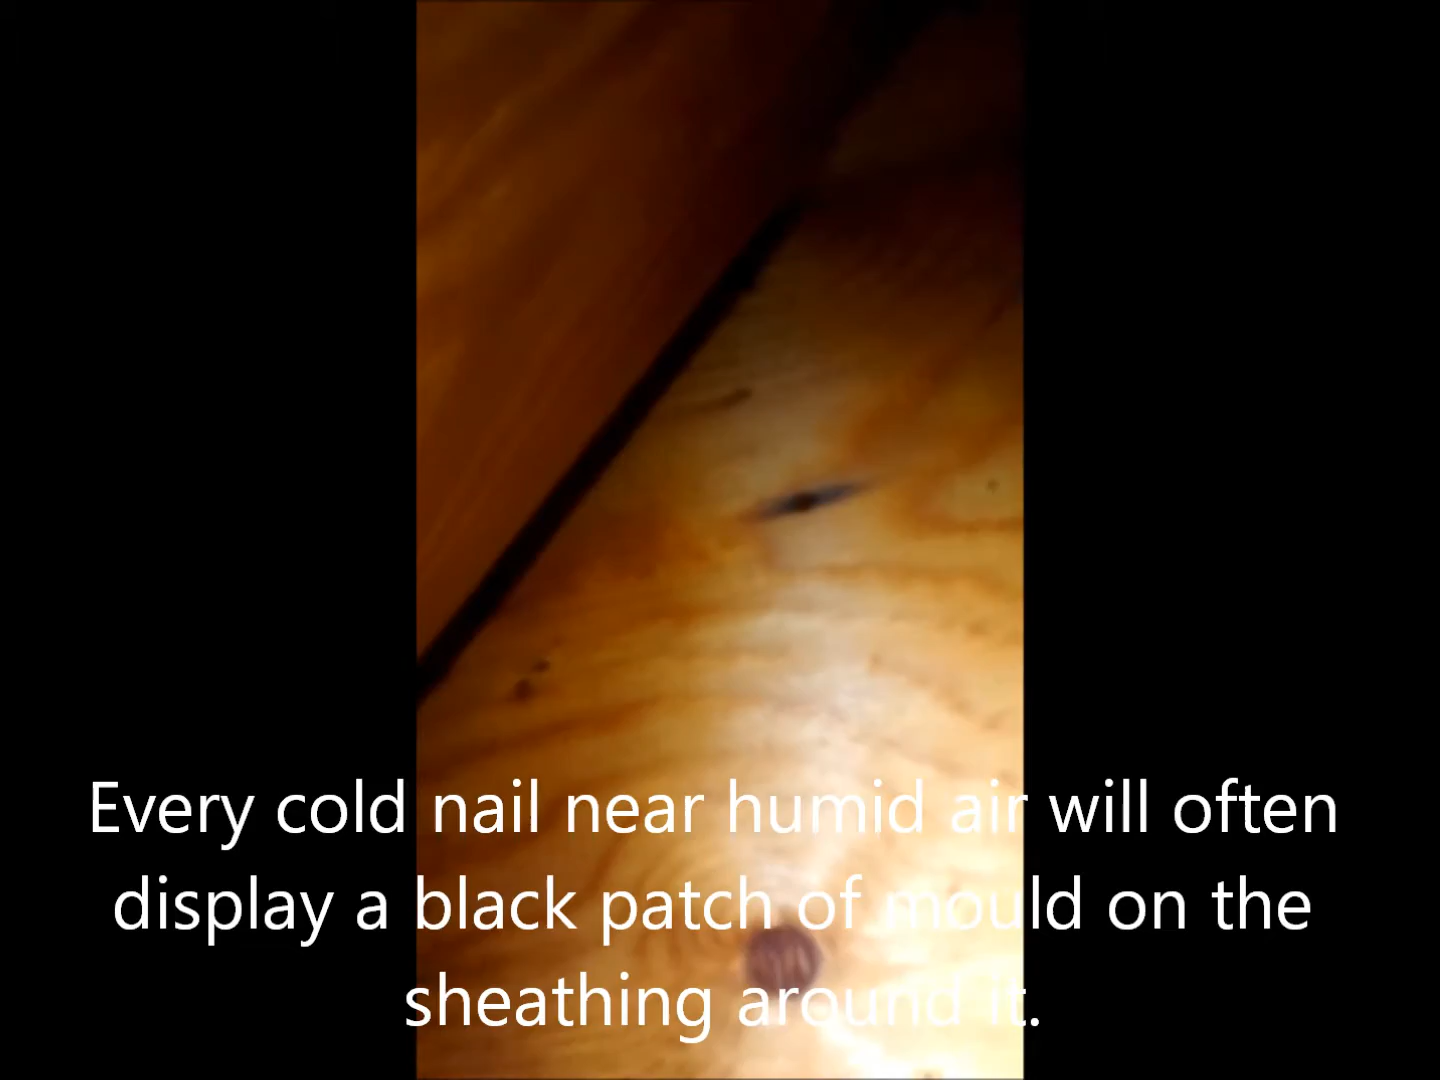 Every cold nail near humid air will often
display a black patch of mould on the
sheathing around it.